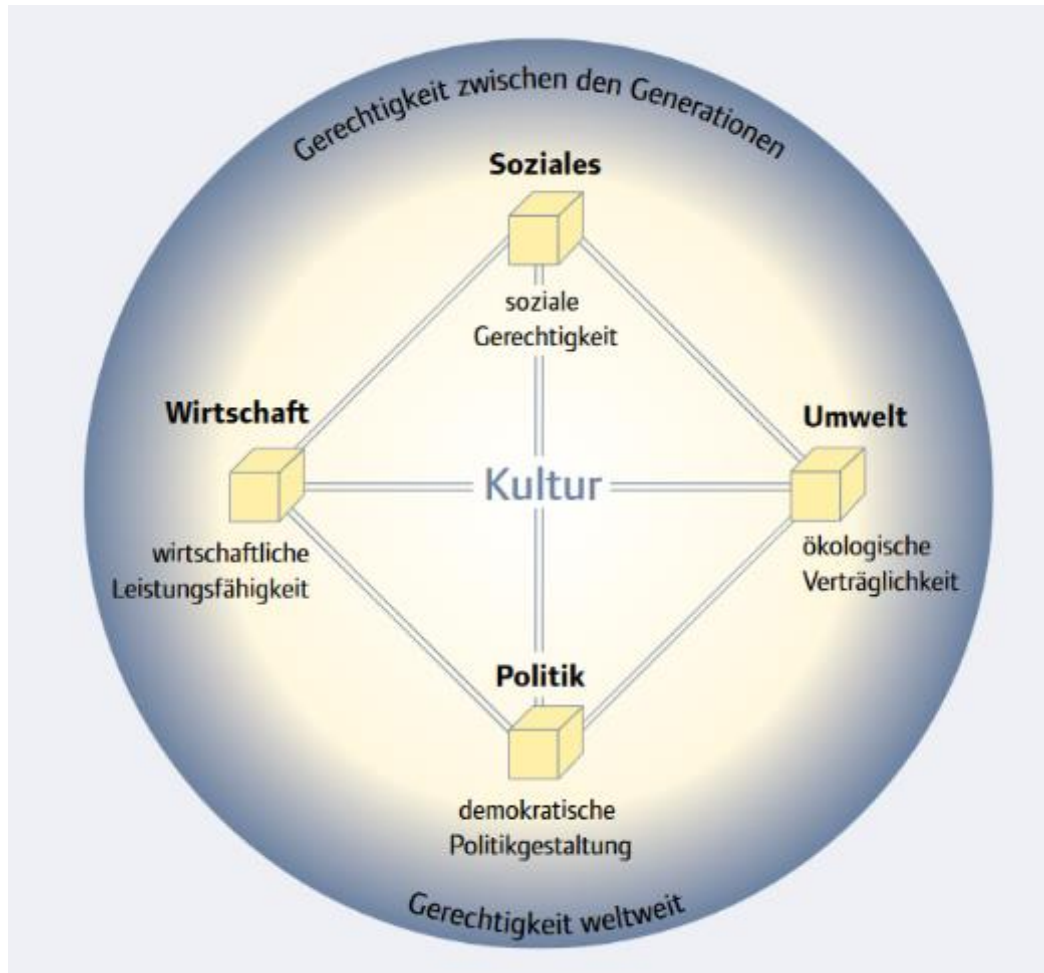 Gerechtigkeit zwischen den Generationen
Soziales
soziale
Gerechtigkeit
Wirtschaft
wirtschaftliche
Leistungsfähigkeit
Kultur
Umwelt
ökologische
Verträglichkeit
Politik
demokratische
Politikgestaltung
Gerechtigkeit weltweit